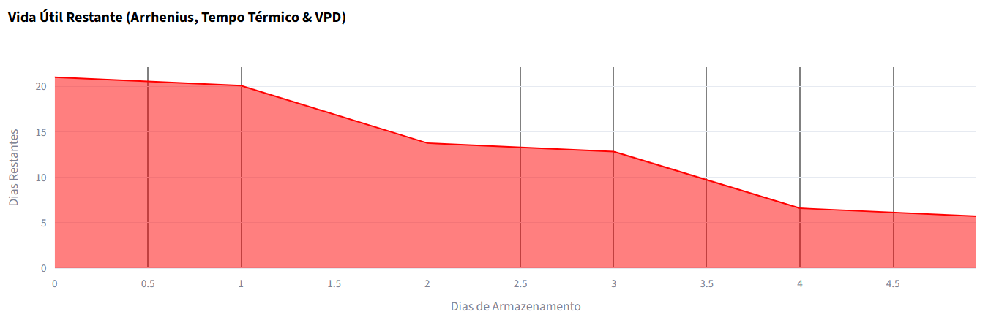 Vida Útil Restante (Arrhenius, Tempo Térmico & VPD)
Dias Restantes
20
15
10
5
0
0 0.5 1 1.5 2 2.5 3 3.5 4 4.5
Dias de Armazenamento